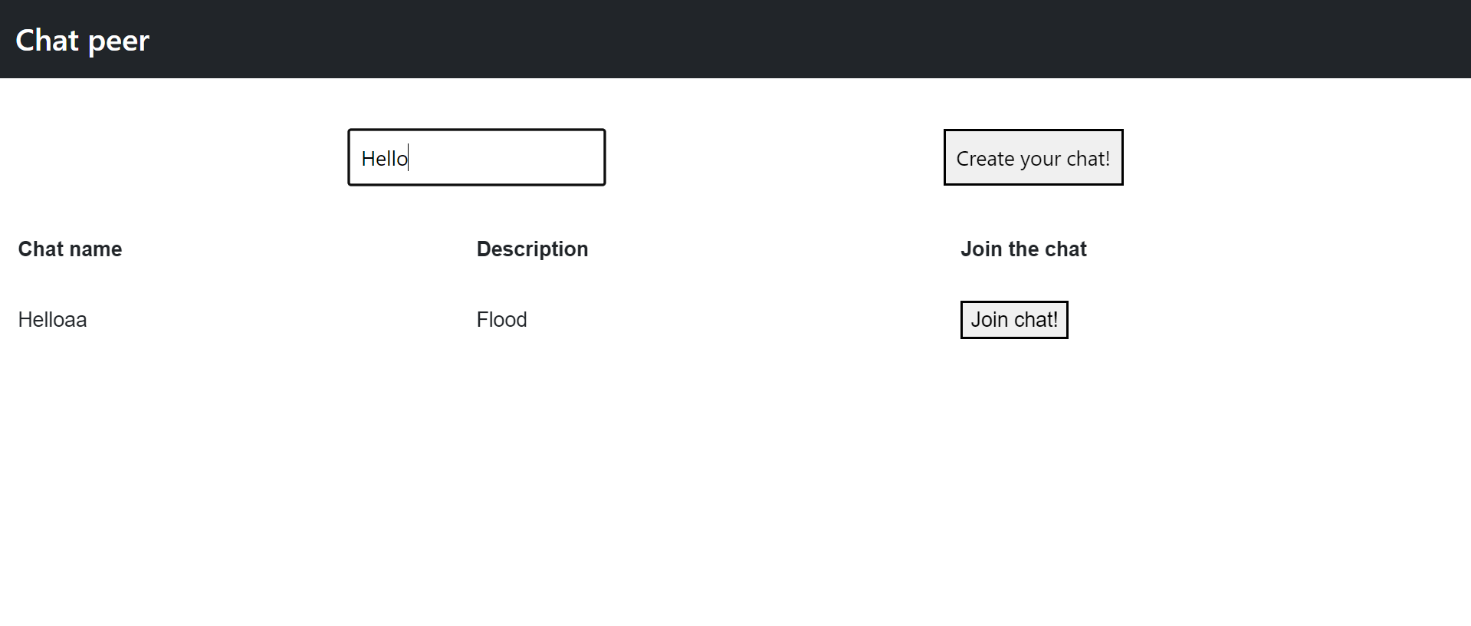 Chat peer
Hello
Create your chat!
Chat name Description Join the chat
Helloaa Flood Join chat!